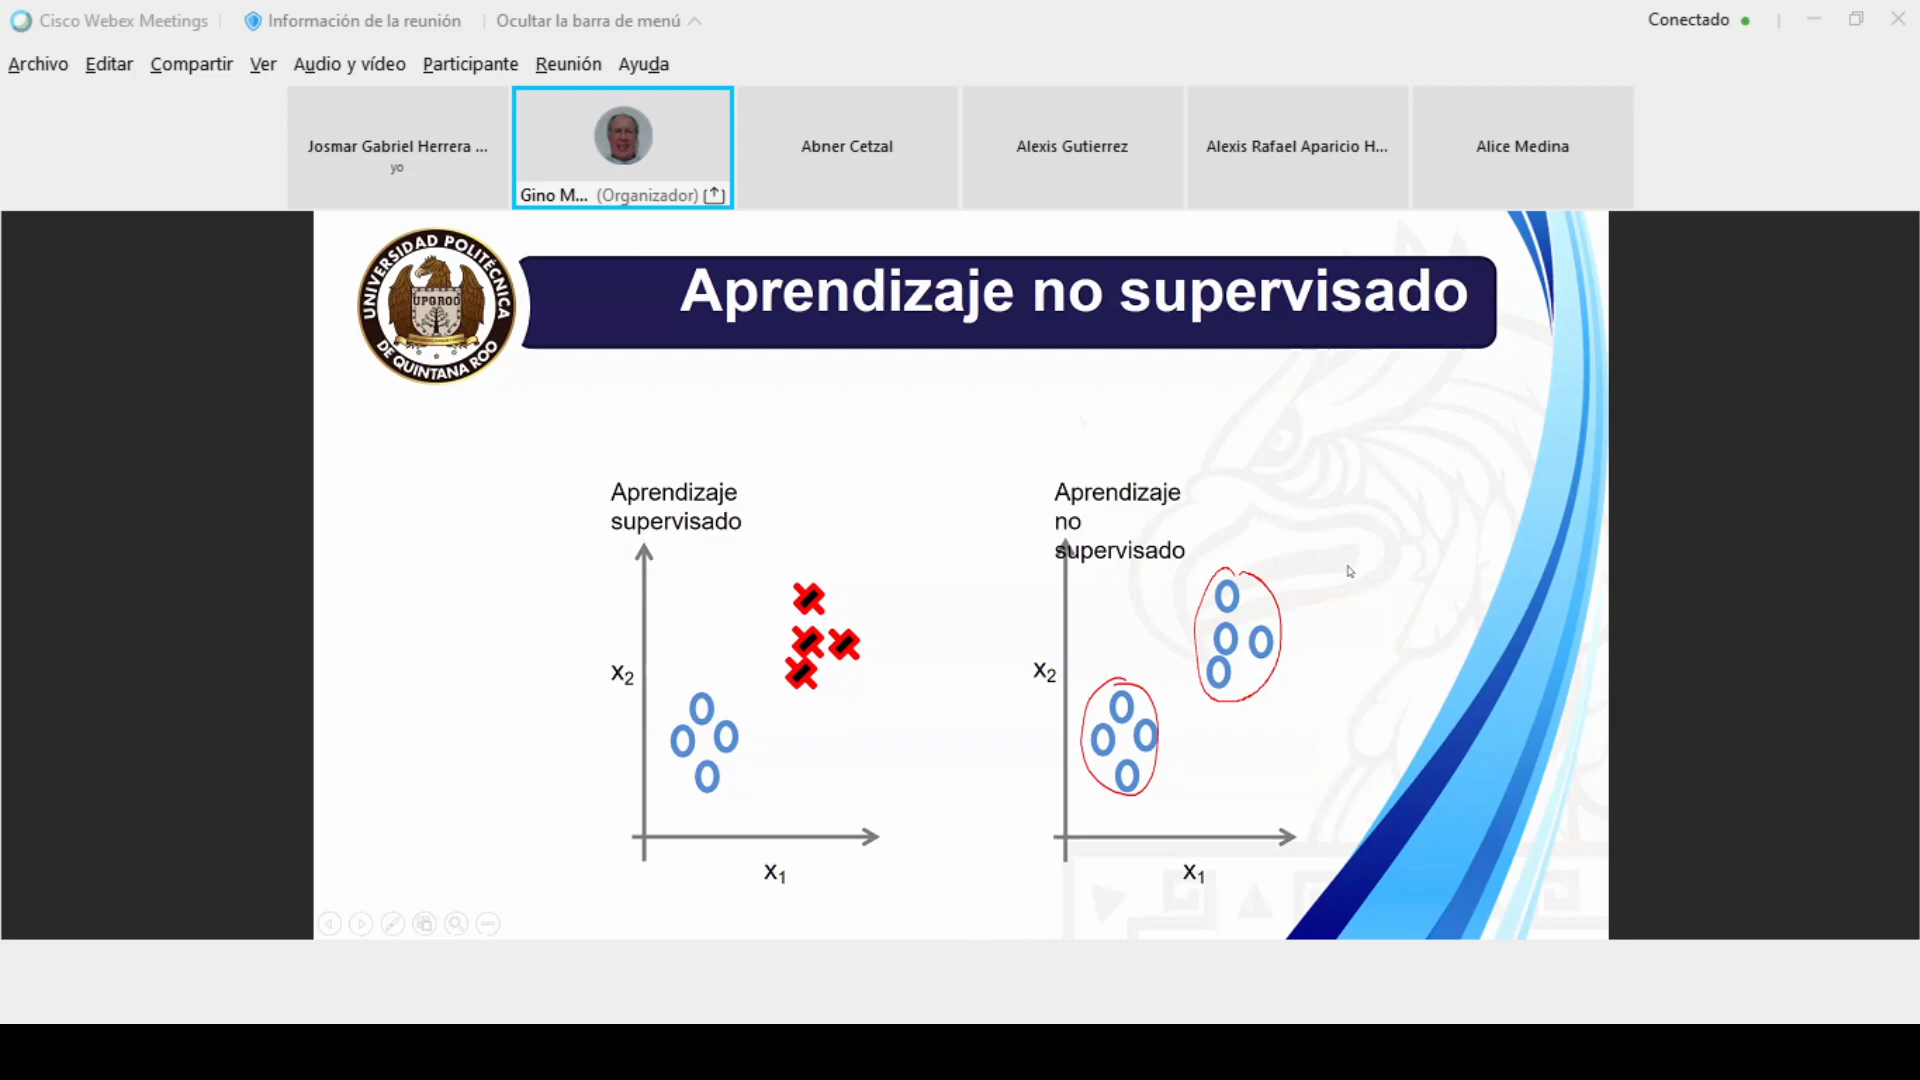 Cisco Webex Meetings
Información de la reunión
Ocultar la barra de menú
Conectado
Archivo Editar Compartir Ver Audio y vídeo Participante Reunión Ayuda
Josmar Gabriel Herrera ...
yo
Gino M... (Organizador)
Abner Cetzal
Alexis Gutierrez
Alexis Rafael Aparicio H...
Alice Medina
UNIVERSIDAD POLITÉCNICA
DE QUINTANA ROO
UPQROO
Aprendizaje no supervisado
Aprendizaje
supervisado
x₂
x₁
Aprendizaje
no
supervisado
x₂
x₁